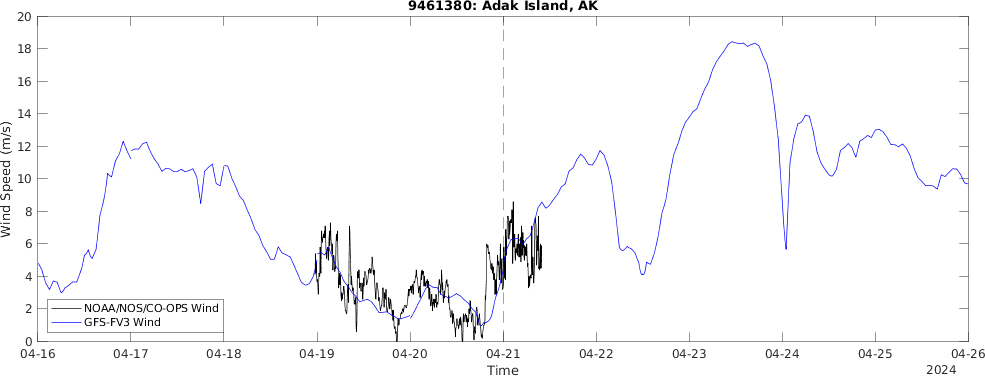 9461380: Adak Island, AK
Wind Speed (m/s)
20
18
16
14
12
10
8
6
4
2
0
NOAA/NOS/CO-OPS Wind
GFS-FV3 Wind
04-16 04-17 04-18 04-19 04-20 04-21 04-22 04-23 04-24 04-25 04-26
Time
2024